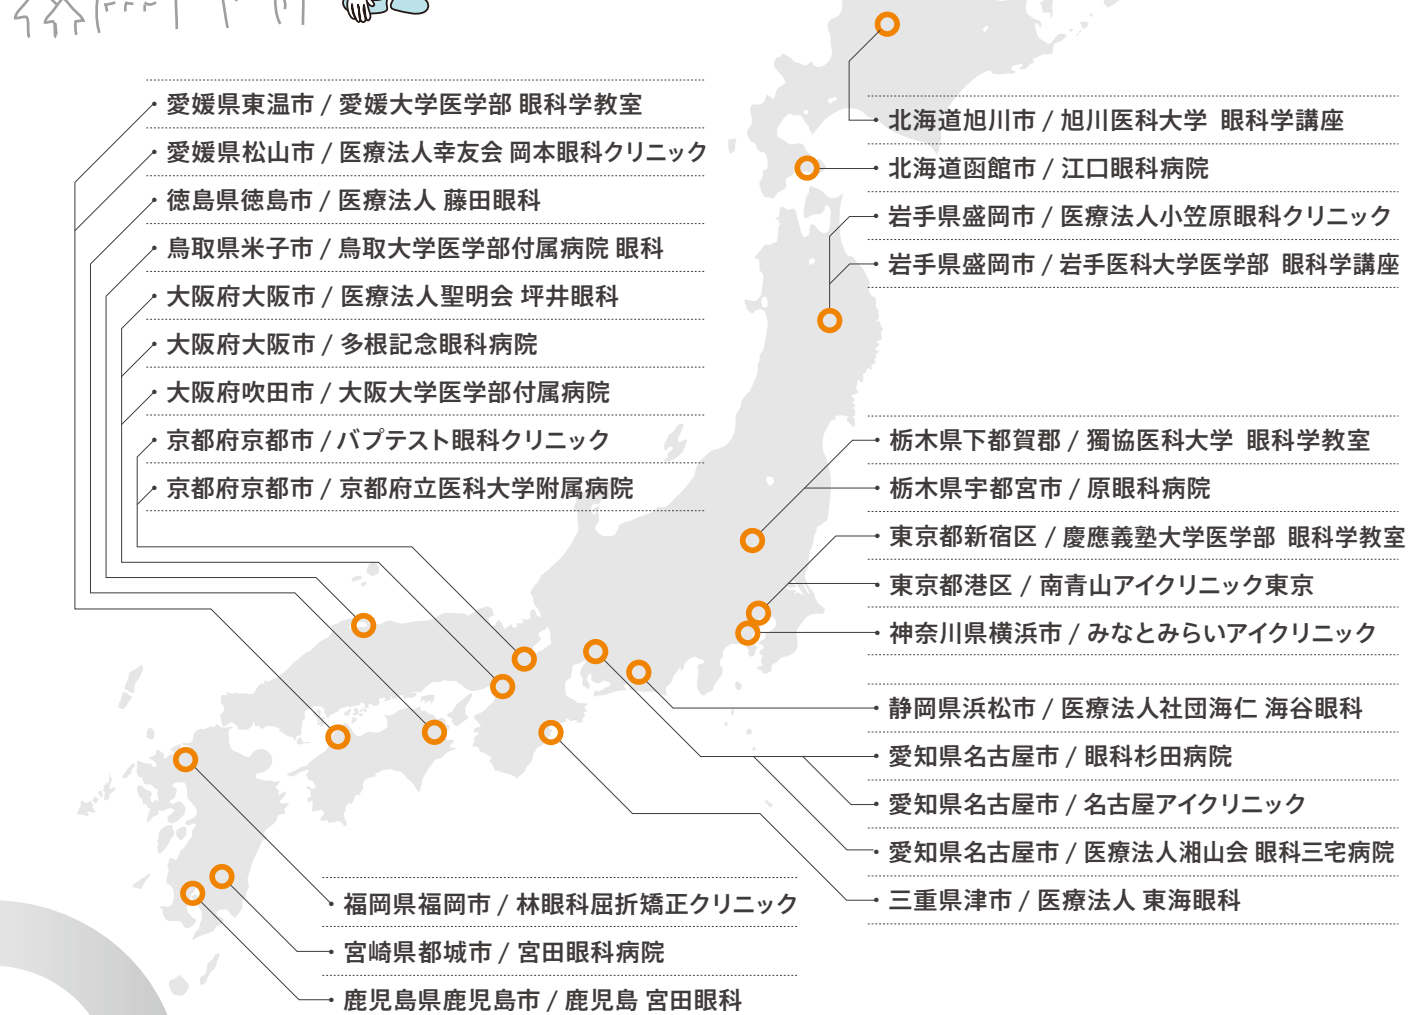 愛媛県東温市 / 愛媛大学医学部 眼科学教室
愛媛県松山市 / 医療法人幸友会 岡本眼科クリニック
徳島県徳島市 / 医療法人 藤田眼科
鳥取県米子市 / 鳥取大学医学部付属病院 眼科
大阪府大阪市 / 医療法人聖明会 坪井眼科
大阪府大阪市 / 多根記念眼科病院
大阪府吹田市 / 大阪大学医学部付属病院
京都府京都市 / バプテスト眼科クリニック
京都府京都市 / 京都府立医科大学附属病院
北海道旭川市 / 旭川医科大学 眼科学講座
北海道函館市 / 江口眼科病院
岩手県盛岡市 / 医療法人小笠原眼科クリニック
岩手県盛岡市 / 岩手医科大学医学部 眼科学講座
栃木県下都賀郡 / 獨協医科大学 眼科学教室
栃木県宇都宮市 / 原眼科病院
東京都新宿区 / 慶應義塾大学医学部 眼科学教室
東京都港区 / 南青山アイクリニック東京
神奈川県横浜市 / みなとみらいアイクリニック
静岡県浜松市 / 医療法人社団海仁 海谷眼科
愛知県名古屋市 / 眼科杉田病院
愛知県名古屋市 / 名古屋アイクリニック
愛知県名古屋市 / 医療法人湘山会 眼科三宅病院
三重県津市 / 医療法人 東海眼科
福岡県福岡市 / 林眼科屈折矯正クリニック
宮崎県都城市 / 宮田眼科病院
鹿児島県鹿児島市 / 鹿児島 宮田眼科